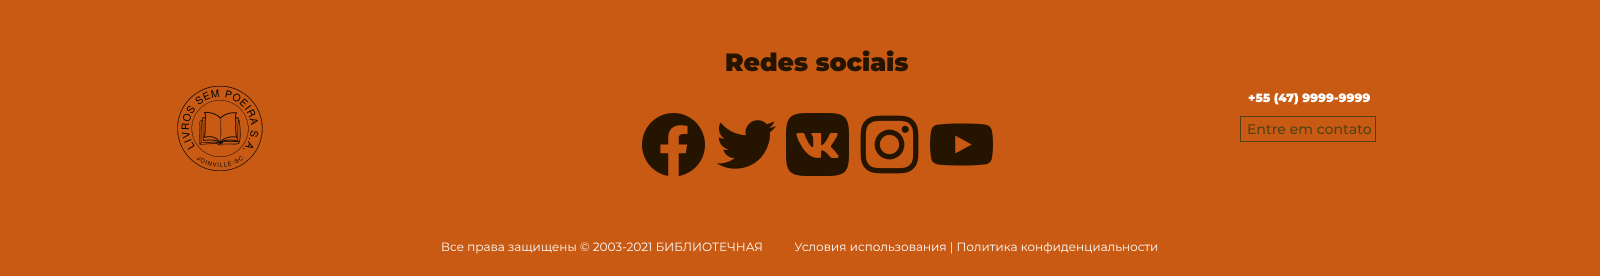 Redes sociais
LIVROS SEM POEIRA S.A.
JOINVILLE-SC
+55 (47) 9999-9999
Entre em contato
Все права защищены © 2003-2021 БИБЛИОТЕЧНАЯ
Условия использования | Политика конфиденциальности